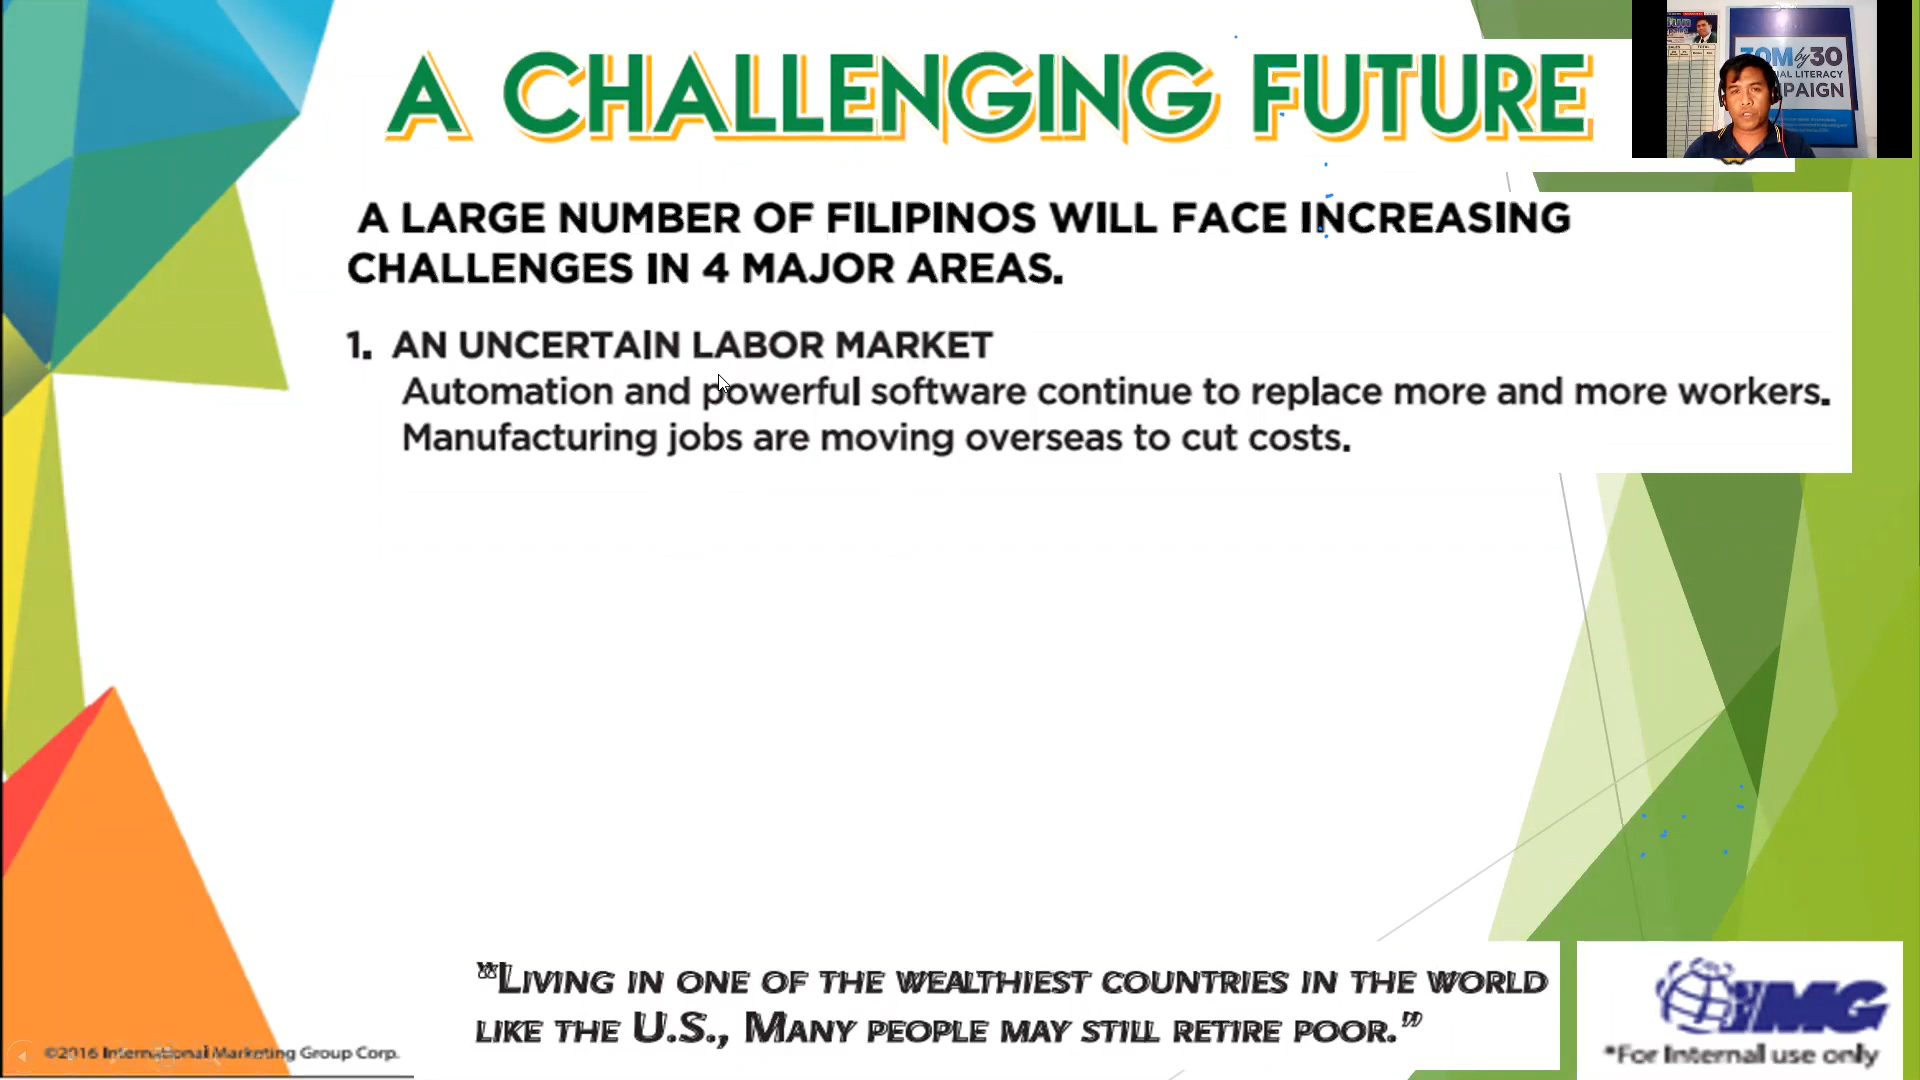 A CHALLENGING FUTURE
A LARGE NUMBER OF FILIPINOS WILL FACE INCREASING
CHALLENGES IN 4 MAJOR AREAS.
1. AN UNCERTAIN LABOR MARKET
Automation and powerful software continue to replace more and more workers.
Manufacturing jobs are moving overseas to cut costs.
"LIVING IN ONE OF THE WEALTHIEST COUNTRIES IN THE WORLD
LIKE THE U.S., MANY PEOPLE MAY STILL RETIRE POOR."
©2016 International Marketing Group Corp.
IMG
*For Internal use only
by 30
LITERACY
TOTAL